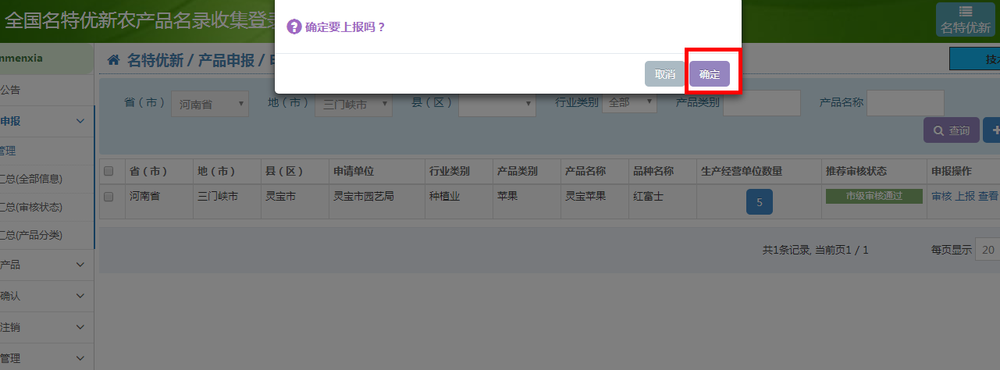 全国名特优新农产品名录收集登录
名特优新
确定要上报吗？
取消 确定
nmenxia
名特优新 / 产品申报 /
公告
省（市） 河南省 地（市） 三门峡市 县（区） 行业类别 全部 产品类别 产品名称
申报
查询
管理
省（市） 地（市） 县（区） 申请单位 行业类别 产品类别 产品名称 品种名称 生产经营单位数量 推荐审核状态 申报操作
汇总(全部信息)
河南省 三门峡市 灵宝市 灵宝市园艺局 种植业 苹果 灵宝苹果 红富士 5 市级审核通过 审核 上报 查看
汇总(审核状态)
汇总(产品分类)
共1条记录, 当前页1 / 1 每页显示 20
产品
确认
注销
管理